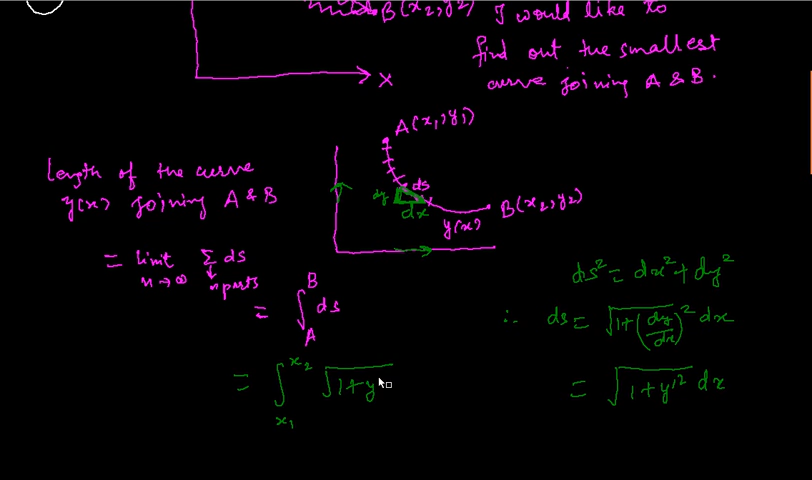 B(x₂,y₂) I would like to
find out the smallest
curve joining A & B.
X
A(x₁,y₁)
length of the curve
y(x) joining A & B
ds
dy
dx
B(x₂,y₂)
y(x)
= limit Σ ds
n→∞ n parts
= ∫_A^B ds
ds² = dx² + dy²
∴ ds = √(1+(dy/dx)²) dx
= ∫_{x₁}^{x₂} √(1+y
= √(1+y'²) dx